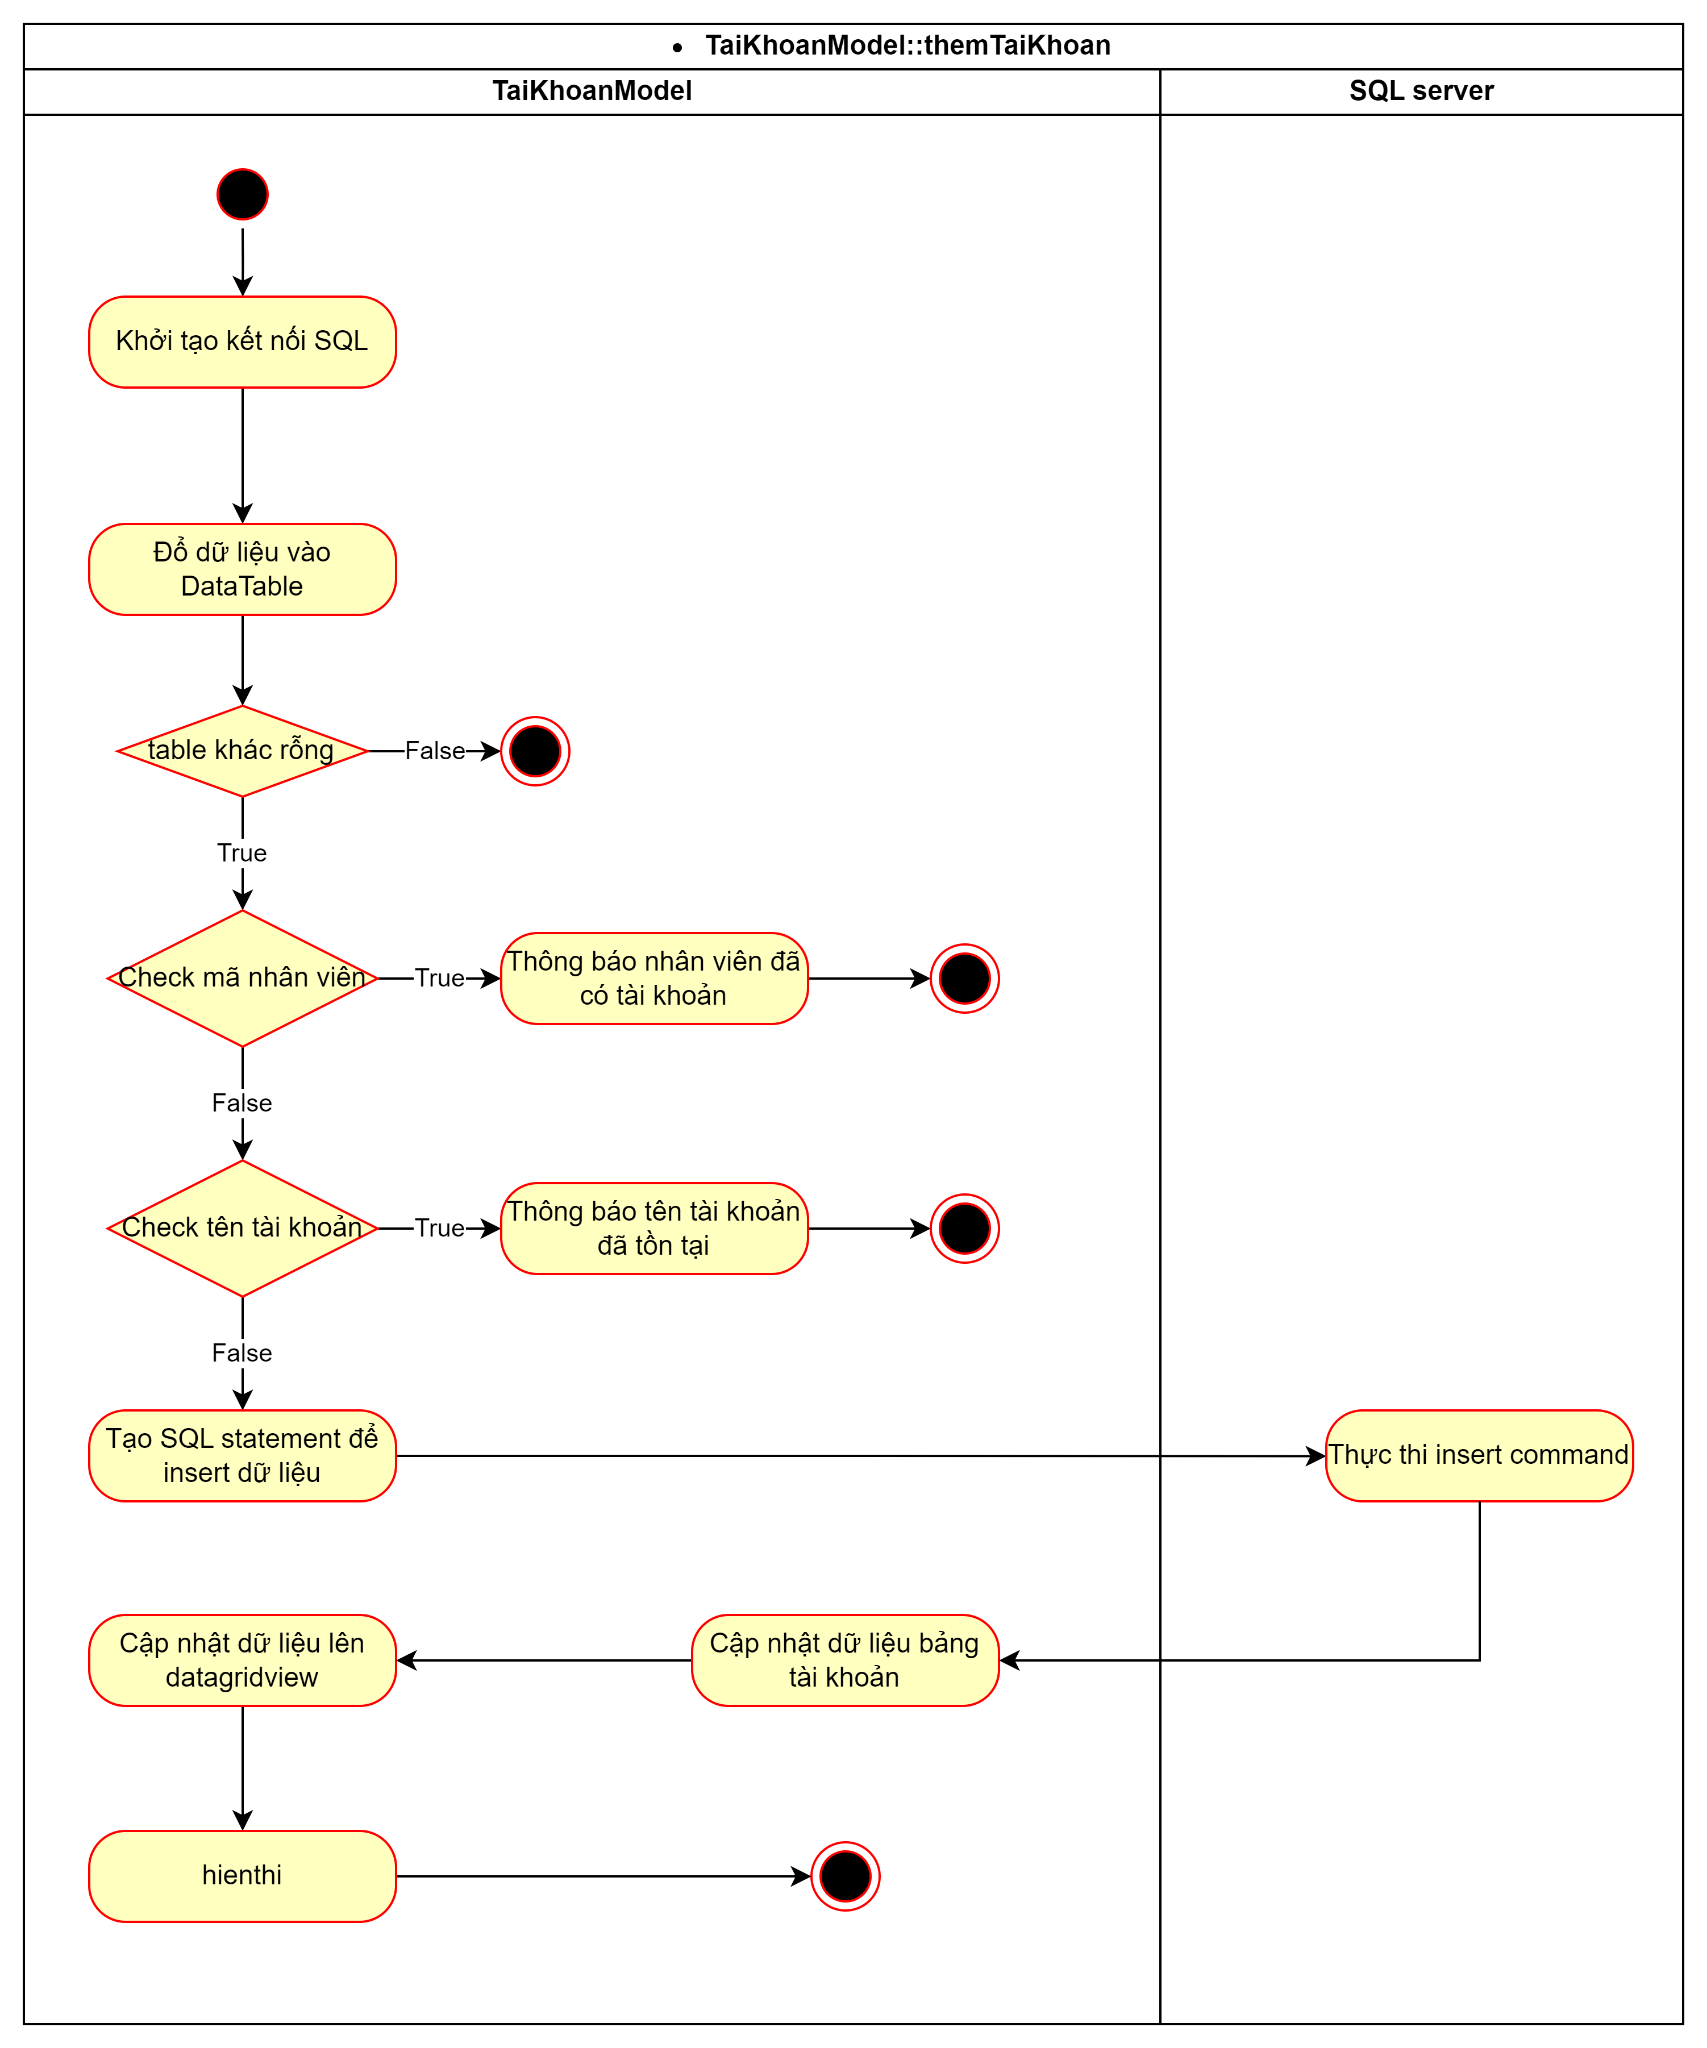 • TaiKhoanModel::themTaiKhoan
TaiKhoanModel
SQL server
Khởi tạo kết nối SQL
Đổ dữ liệu vào
DataTable
table khác rỗng
False
True
Check mã nhân viên
True
Thông báo nhân viên đã
có tài khoản
False
Check tên tài khoản
True
Thông báo tên tài khoản
đã tồn tại
False
Tạo SQL statement để
insert dữ liệu
Thực thi insert command
Cập nhật dữ liệu lên
datagridview
Cập nhật dữ liệu bảng
tài khoản
hienthi